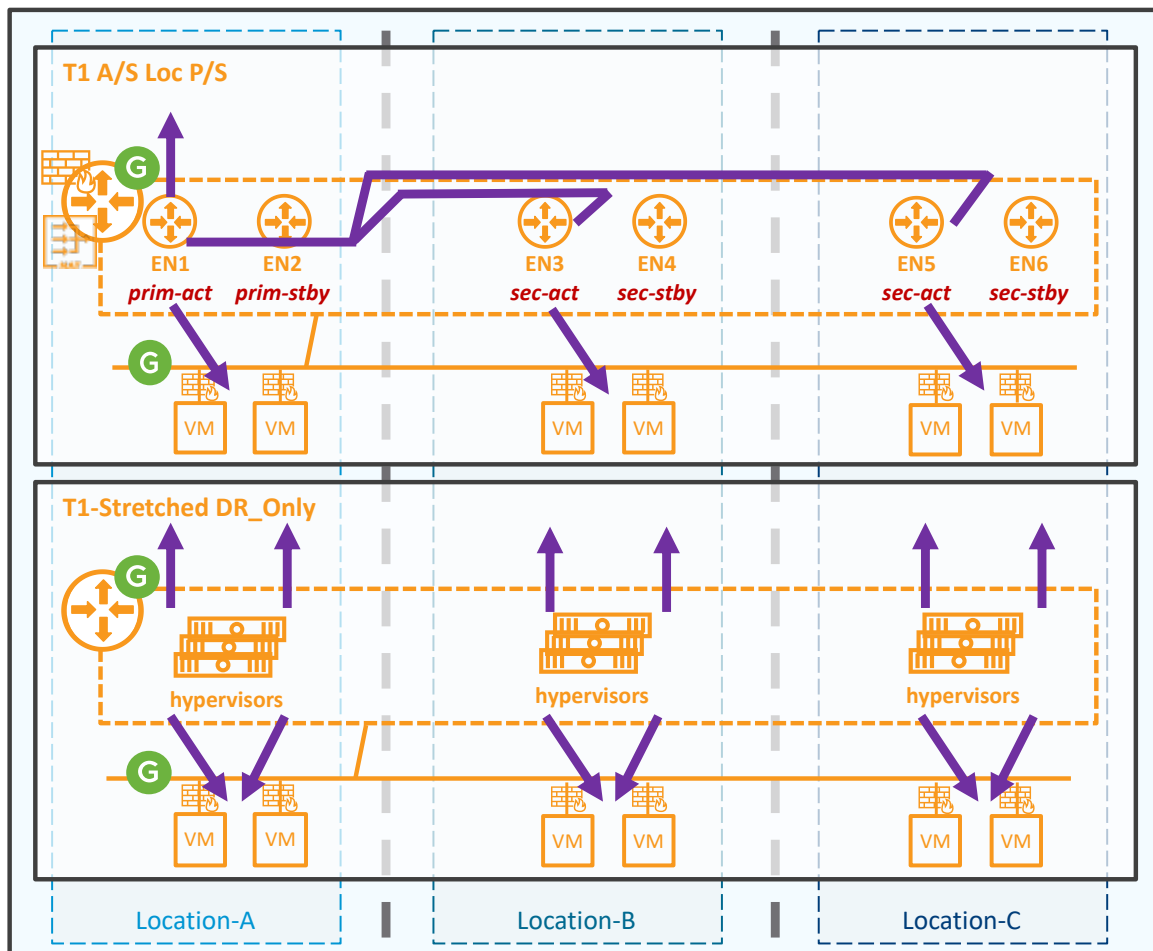 T1 A/S Loc P/S
G
NAT
EN1 EN2 EN3 EN4 EN5 EN6
prim-act prim-stby sec-act sec-stby sec-act sec-stby
G
VM VM VM VM VM VM
T1-Stretched DR_Only
G
hypervisors hypervisors hypervisors
G
VM VM VM VM VM VM
Location-A Location-B Location-C